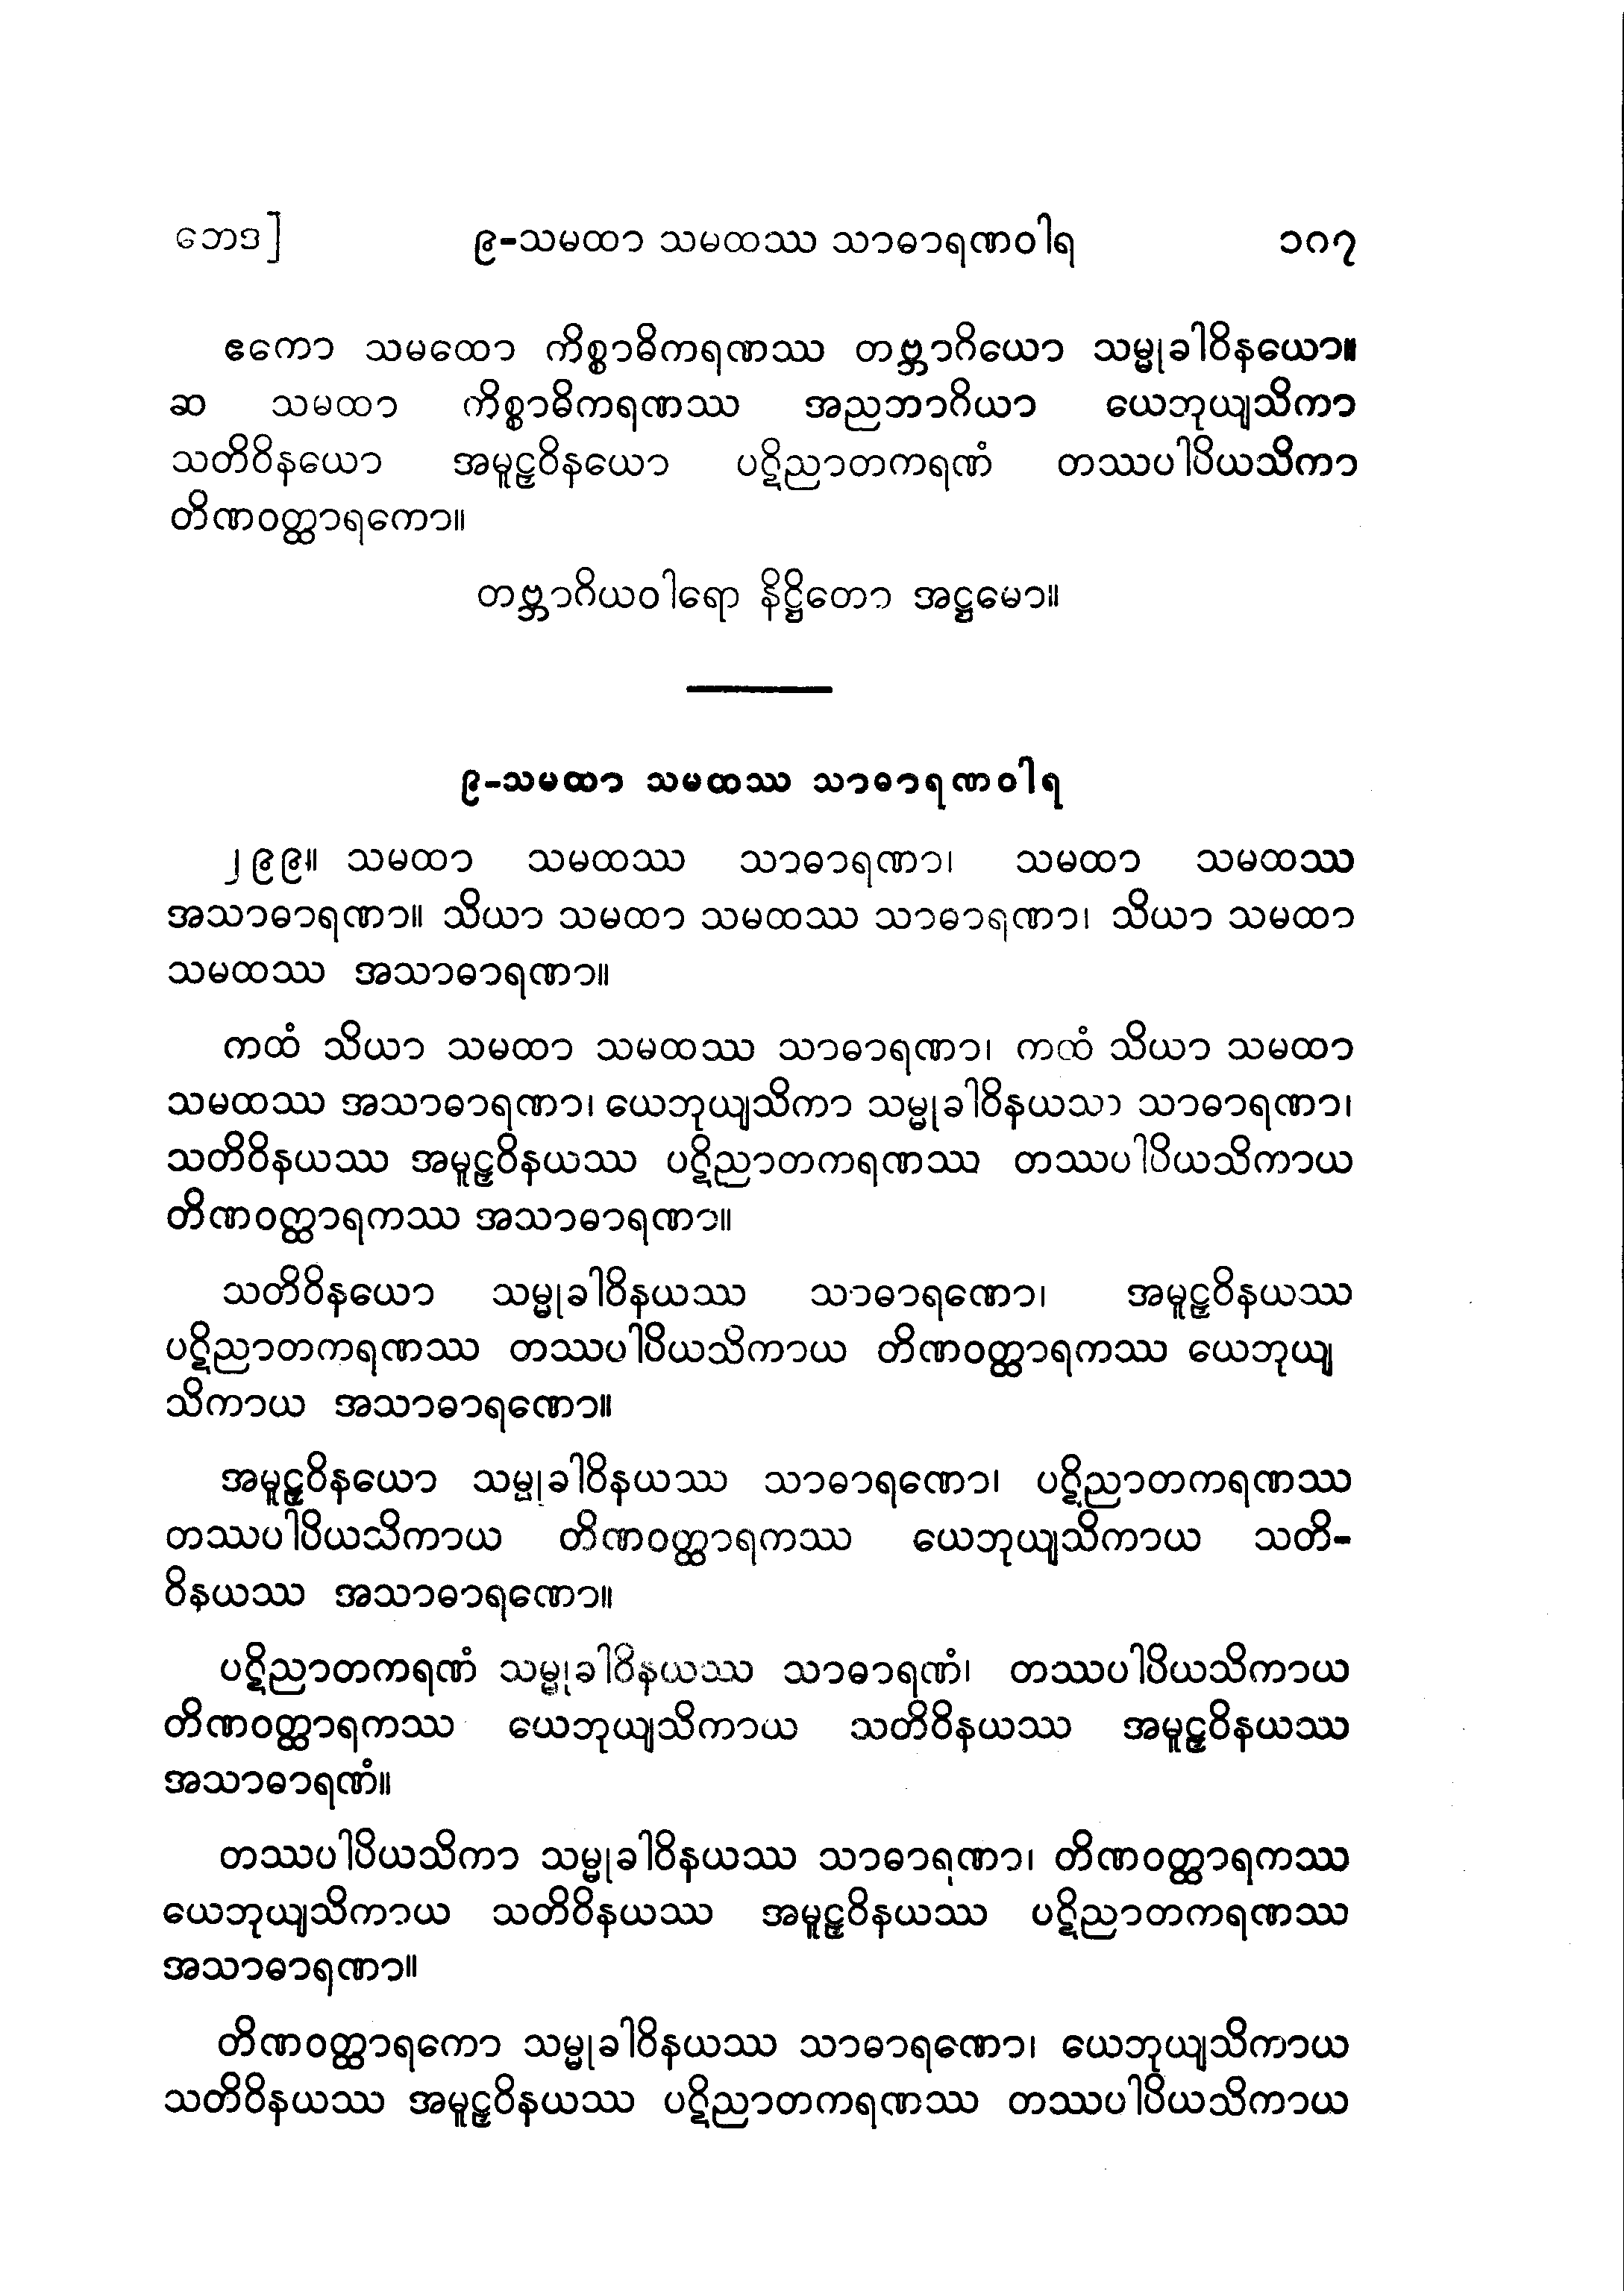 ဘေဒ]
၉-သမထာ သမထဿ သာဓာရဏဝါရ
၁၀၇
ဧကော သမထော ကိစ္စာဓိကရဏဿ တဗ္ဘာဂိယော သမ္မုခါဝိနယော။
ဆ သမထာ ကိစ္စာဓိကရဏဿ အညဘာဂိယာ ယေဘုယျသိကာ
သတိဝိနယော အမူဠှဝိနယော ပဋိညာတကရဏံ တဿပါပိယသိကာ
တိဏဝတ္ထာရကော။
တဗ္ဘာဂိယဝါရော နိဋ္ဌိတော အဋ္ဌမော။
၉-သမထာ သမထဿ သာဓာရဏဝါရ
၂၉၉။ သမထာ သမထဿ သာဓာရဏာ၊ သမထာ သမထဿ
အသာဓာရဏာ။ သိယာ သမထာ သမထဿ သာဓာရဏာ၊ သိယာ သမထာ
သမထဿ အသာဓာရဏာ။
ကထံ သိယာ သမထာ သမထဿ သာဓာရဏာ၊ ကထံ သိယာ သမထာ
သမထဿ အသာဓာရဏာ၊ ယေဘုယျသိကာ သမ္မုခါဝိနယဿ သာဓာရဏာ၊
သတိဝိနယဿ အမူဠှဝိနယဿ ပဋိညာတကရဏဿ တဿပါပိယသိကာယ
တိဏဝတ္ထာရကဿ အသာဓာရဏာ။
သတိဝိနယော သမ္မုခါဝိနယဿ သာဓာရဏော၊ အမူဠှဝိနယဿ
ပဋိညာတကရဏဿ တဿပါပိယသိကာယ တိဏဝတ္ထာရကဿ ယေဘုယျ
သိကာယ အသာဓာရဏော။
အမူဠှဝိနယော သမ္မုခါဝိနယဿ သာဓာရဏော၊ ပဋိညာတကရဏဿ
တဿပါပိယသိကာယ တိဏဝတ္ထာရကဿ ယေဘုယျသိကာယ သတိ-
ဝိနယဿ အသာဓာရဏော။
ပဋိညာတကရဏံ သမ္မုခါဝိနယဿ သာဓာရဏံ၊ တဿပါပိယသိကာယ
တိဏဝတ္ထာရကဿ ယေဘုယျသိကာယ သတိဝိနယဿ အမူဠှဝိနယဿ
အသာဓာရဏံ။
တဿပါပိယသိကာ သမ္မုခါဝိနယဿ သာဓာရဏာ၊ တိဏဝတ္ထာရကဿ
ယေဘုယျသိကာယ သတိဝိနယဿ အမူဠှဝိနယဿ ပဋိညာတကရဏဿ
အသာဓာရဏာ။
တိဏဝတ္ထာရကော သမ္မုခါဝိနယဿ သာဓာရဏော၊ ယေဘုယျသိကာယ
သတိဝိနယဿ အမူဠှဝိနယဿ ပဋိညာတကရဏဿ တဿပါပိယသိကာယ